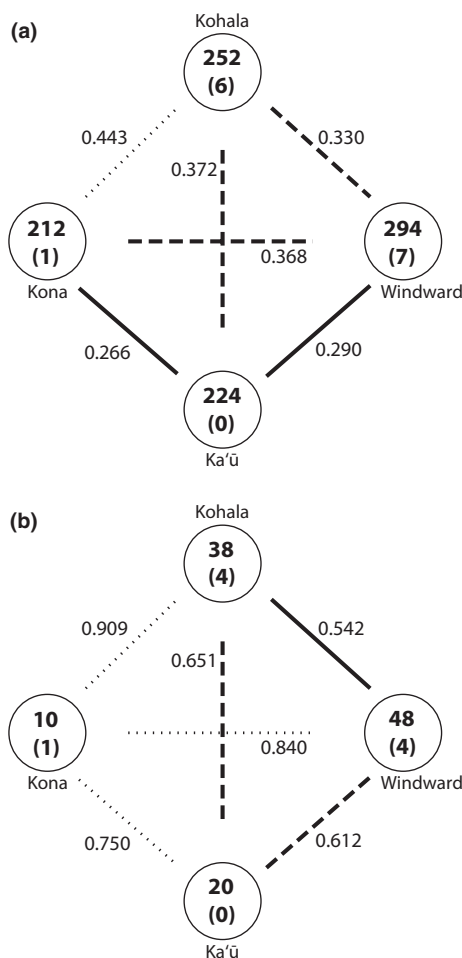 (a)
Kohala
252
(6)
0.443
0.372
0.330
212
(1)
Kona
0.368
294
(7)
Windward
0.266
0.290
224
(0)
Kaʻū
(b)
Kohala
38
(4)
0.909
0.651
0.542
10
(1)
Kona
0.840
48
(4)
Windward
0.750
0.612
20
(0)
Kaʻū